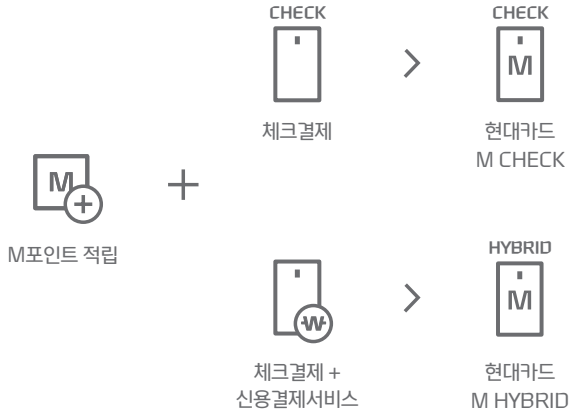 CHECK
체크결제
CHECK
M
현대카드
M CHECK
M
M포인트 적립
체크결제 +
신용결제서비스
HYBRID
M
현대카드
M HYBRID